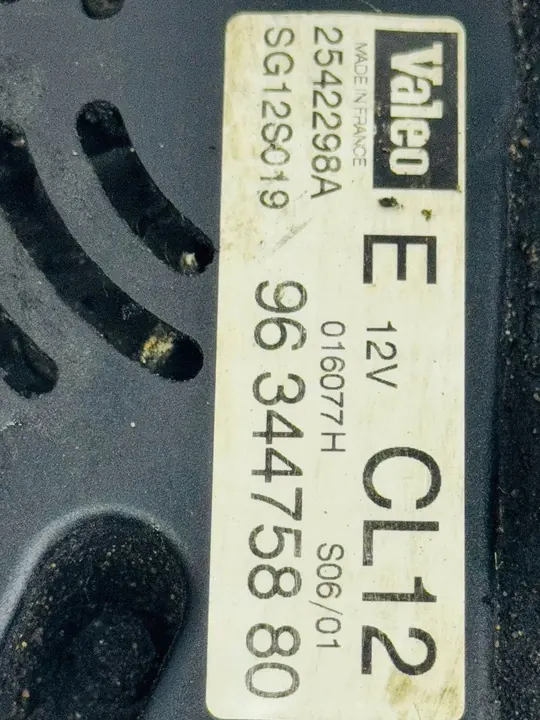 Valeo
MADE IN FRANCE
2542298A
SG12S019
E 12V CL12
016077H S06/01
96 344758 80